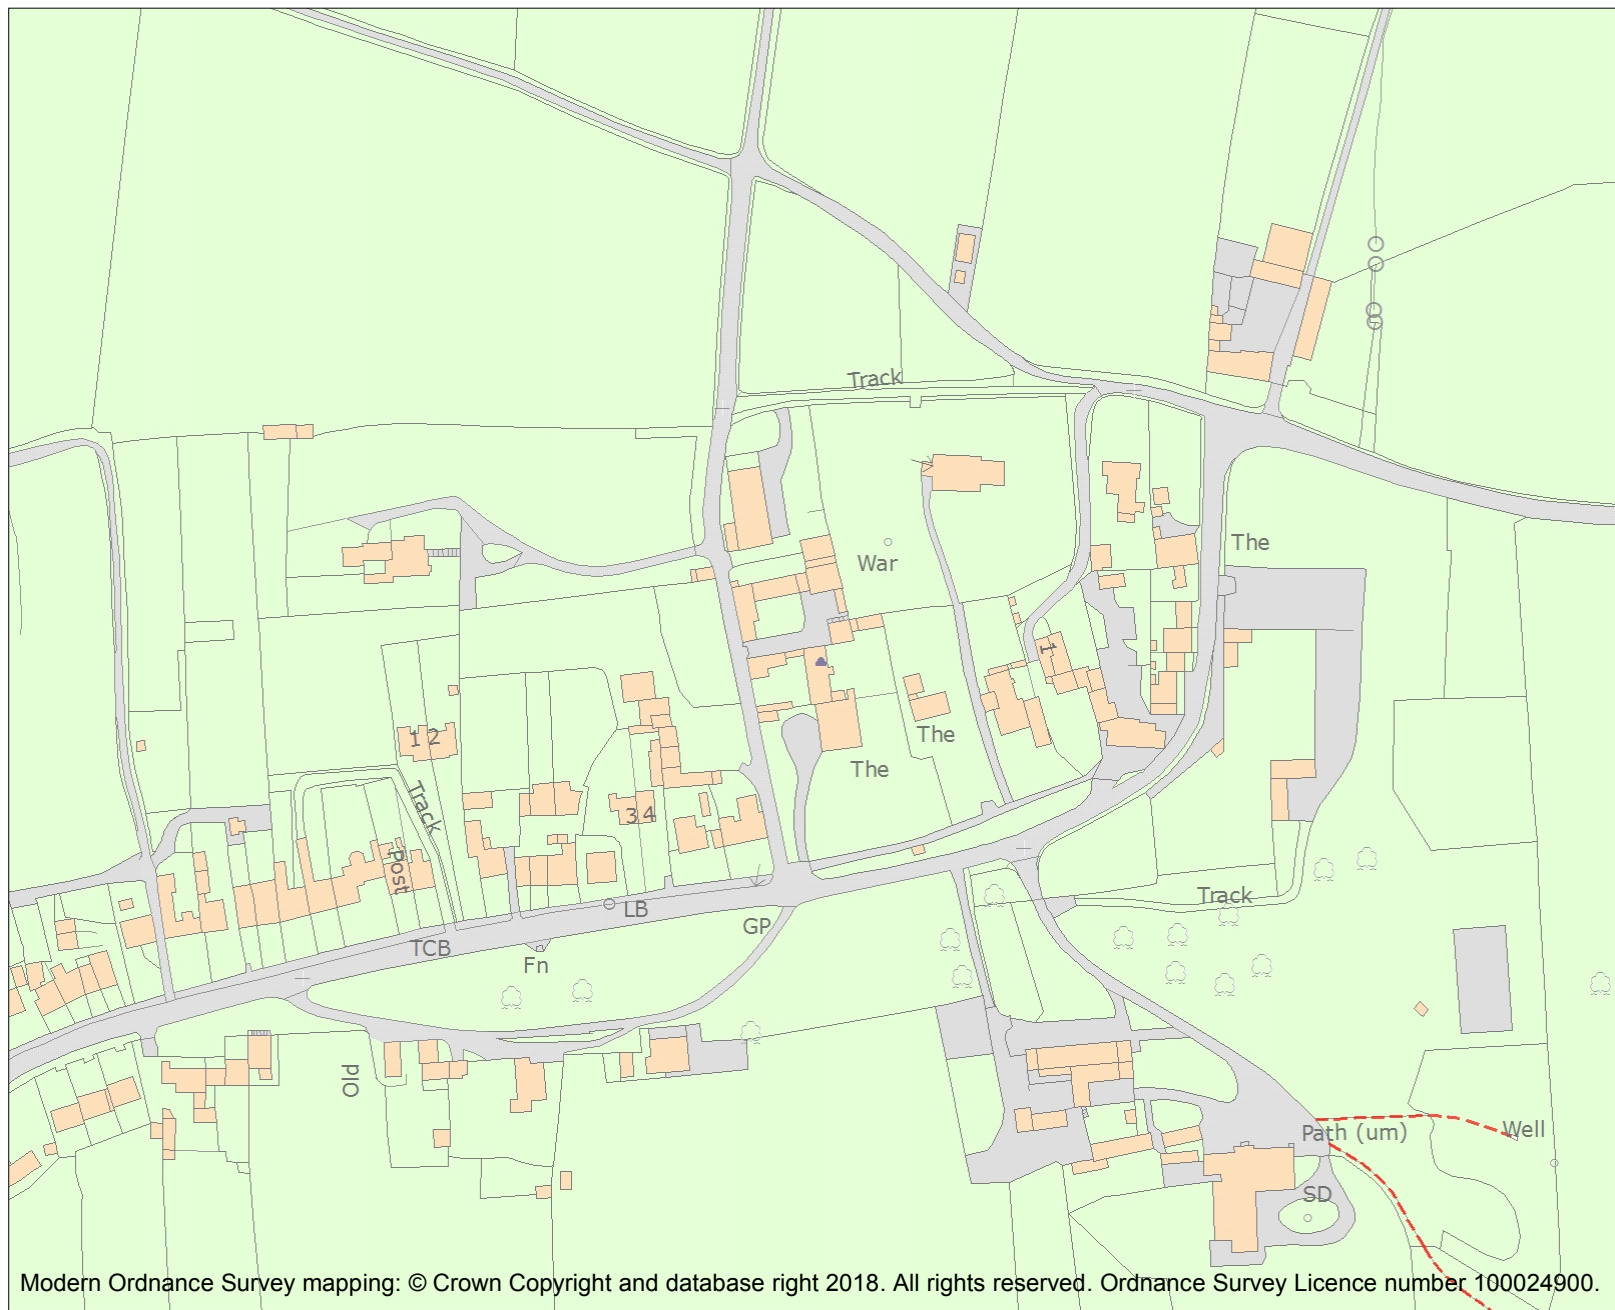 Track
The
War
1
1 2
The
The
Track
3 4
Post
Track
LB
GP
TCB
Fn
Old
Path (um)
Well
SD
Modern Ordnance Survey mapping: © Crown Copyright and database right 2018. All rights reserved. Ordnance Survey Licence number 100024900.